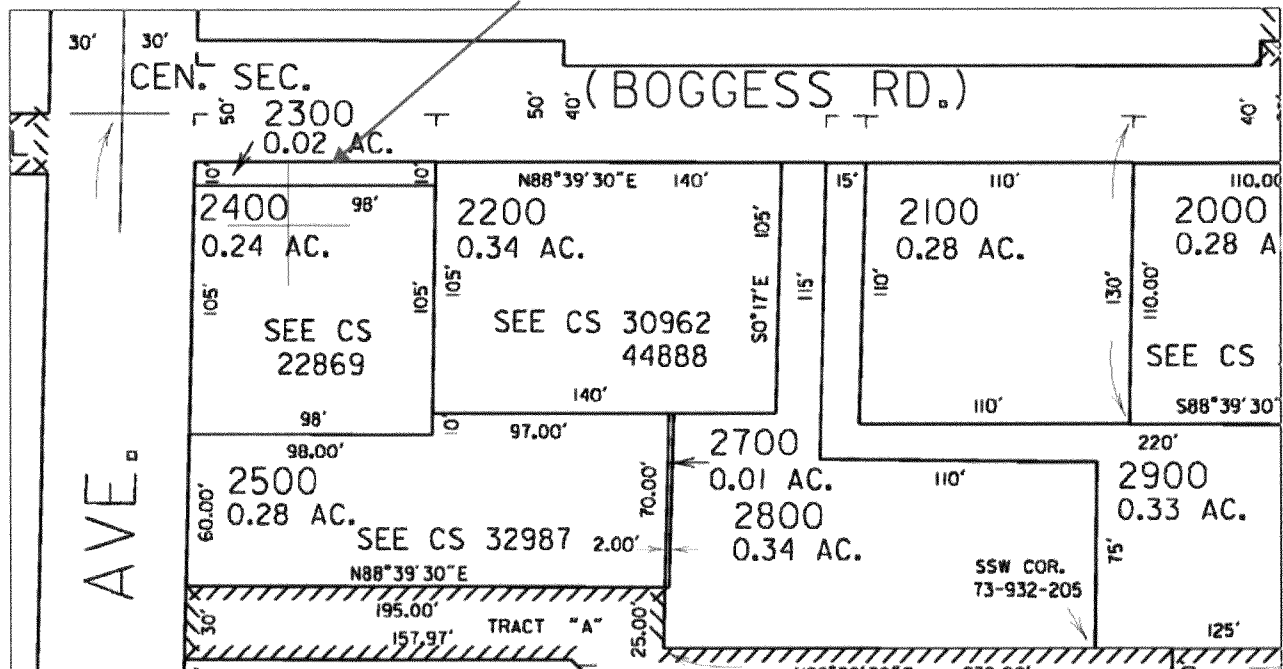 30' 30'
CEN. SEC.
50'
2300
0.02 AC.
50' 40'
(BOGGESS RD.)
40'
10' 10'
N88°39'30"E 140'
15'
110'
110.00
2400
98'
0.24 AC.
105'
105'
SEE CS
22869
98'
2200
0.34 AC.
105'
105'
SEE CS 30962
44888
S0°17'E
140'
115'
2100
0.28 AC.
110'
130'
110'
2000
0.28 A
110.00'
SEE CS
S88°39'30"
220'
10'
97.00'
98.00'
2500
0.28 AC.
60.00'
SEE CS 32987
70.00'
2.00'
N88°39'30"E
2700
0.01 AC.
2800
0.34 AC.
110'
2900
0.33 AC.
75'
SSW COR.
73-932-205
125'
AVE.
30'
195.00'
TRACT "A"
157.97'
25.00'